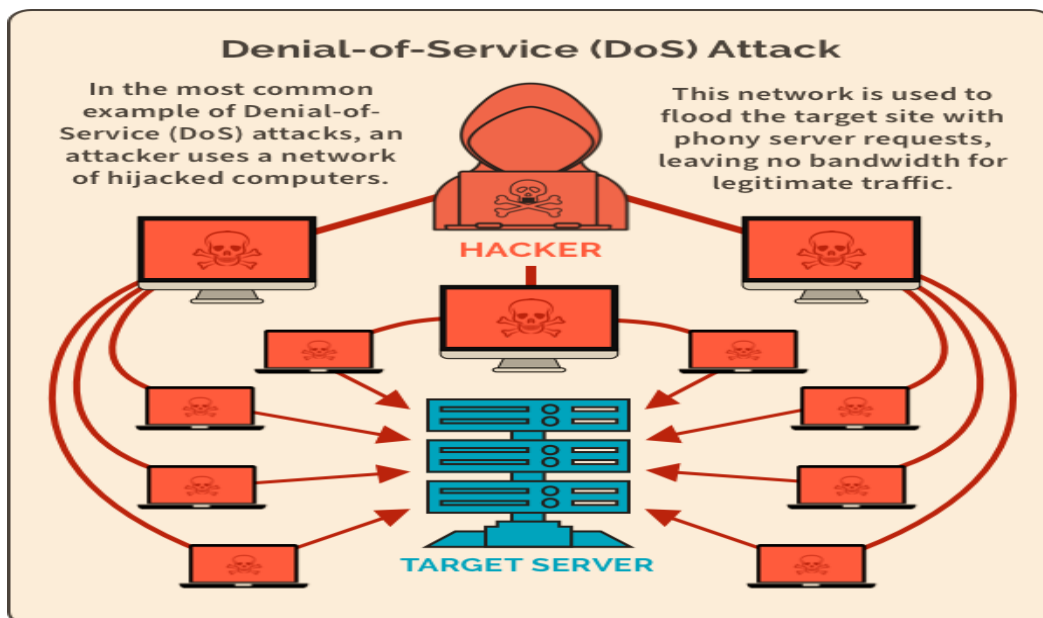 Denial-of-Service (DoS) Attack
In the most common
example of Denial-of-
Service (DoS) attacks, an
attacker uses a network
of hijacked computers.
This network is used to
flood the target site with
phony server requests,
leaving no bandwidth for
legitimate traffic.
HACKER
TARGET SERVER